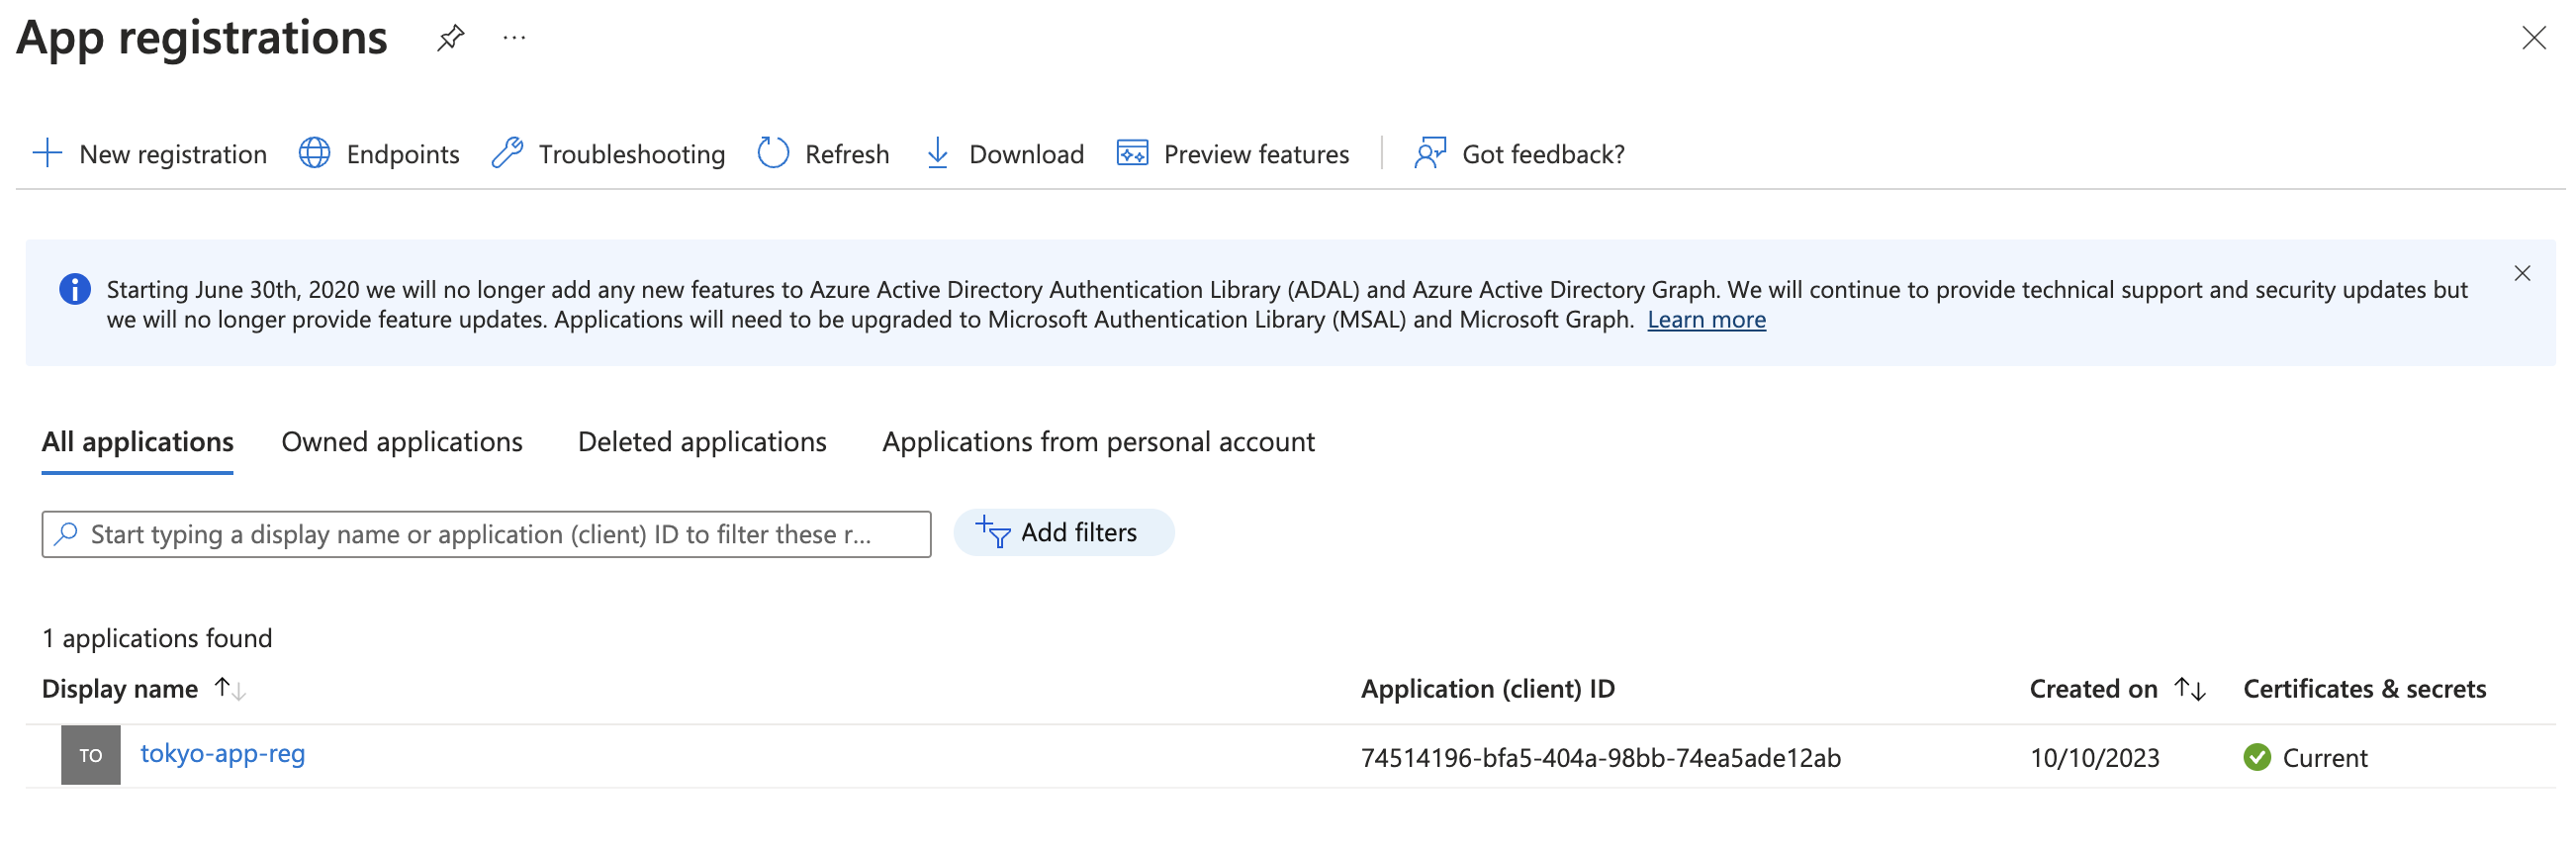 App registrations
New registration Endpoints Troubleshooting Refresh Download Preview features Got feedback?
Starting June 30th, 2020 we will no longer add any new features to Azure Active Directory Authentication Library (ADAL) and Azure Active Directory Graph. We will continue to provide technical support and security updates but
we will no longer provide feature updates. Applications will need to be upgraded to Microsoft Authentication Library (MSAL) and Microsoft Graph. Learn more
All applications Owned applications Deleted applications Applications from personal account
Start typing a display name or application (client) ID to filter these r... Add filters
1 applications found
Display name Application (client) ID Created on Certificates & secrets
TO tokyo-app-reg 74514196-bfa5-404a-98bb-74ea5ade12ab 10/10/2023 Current